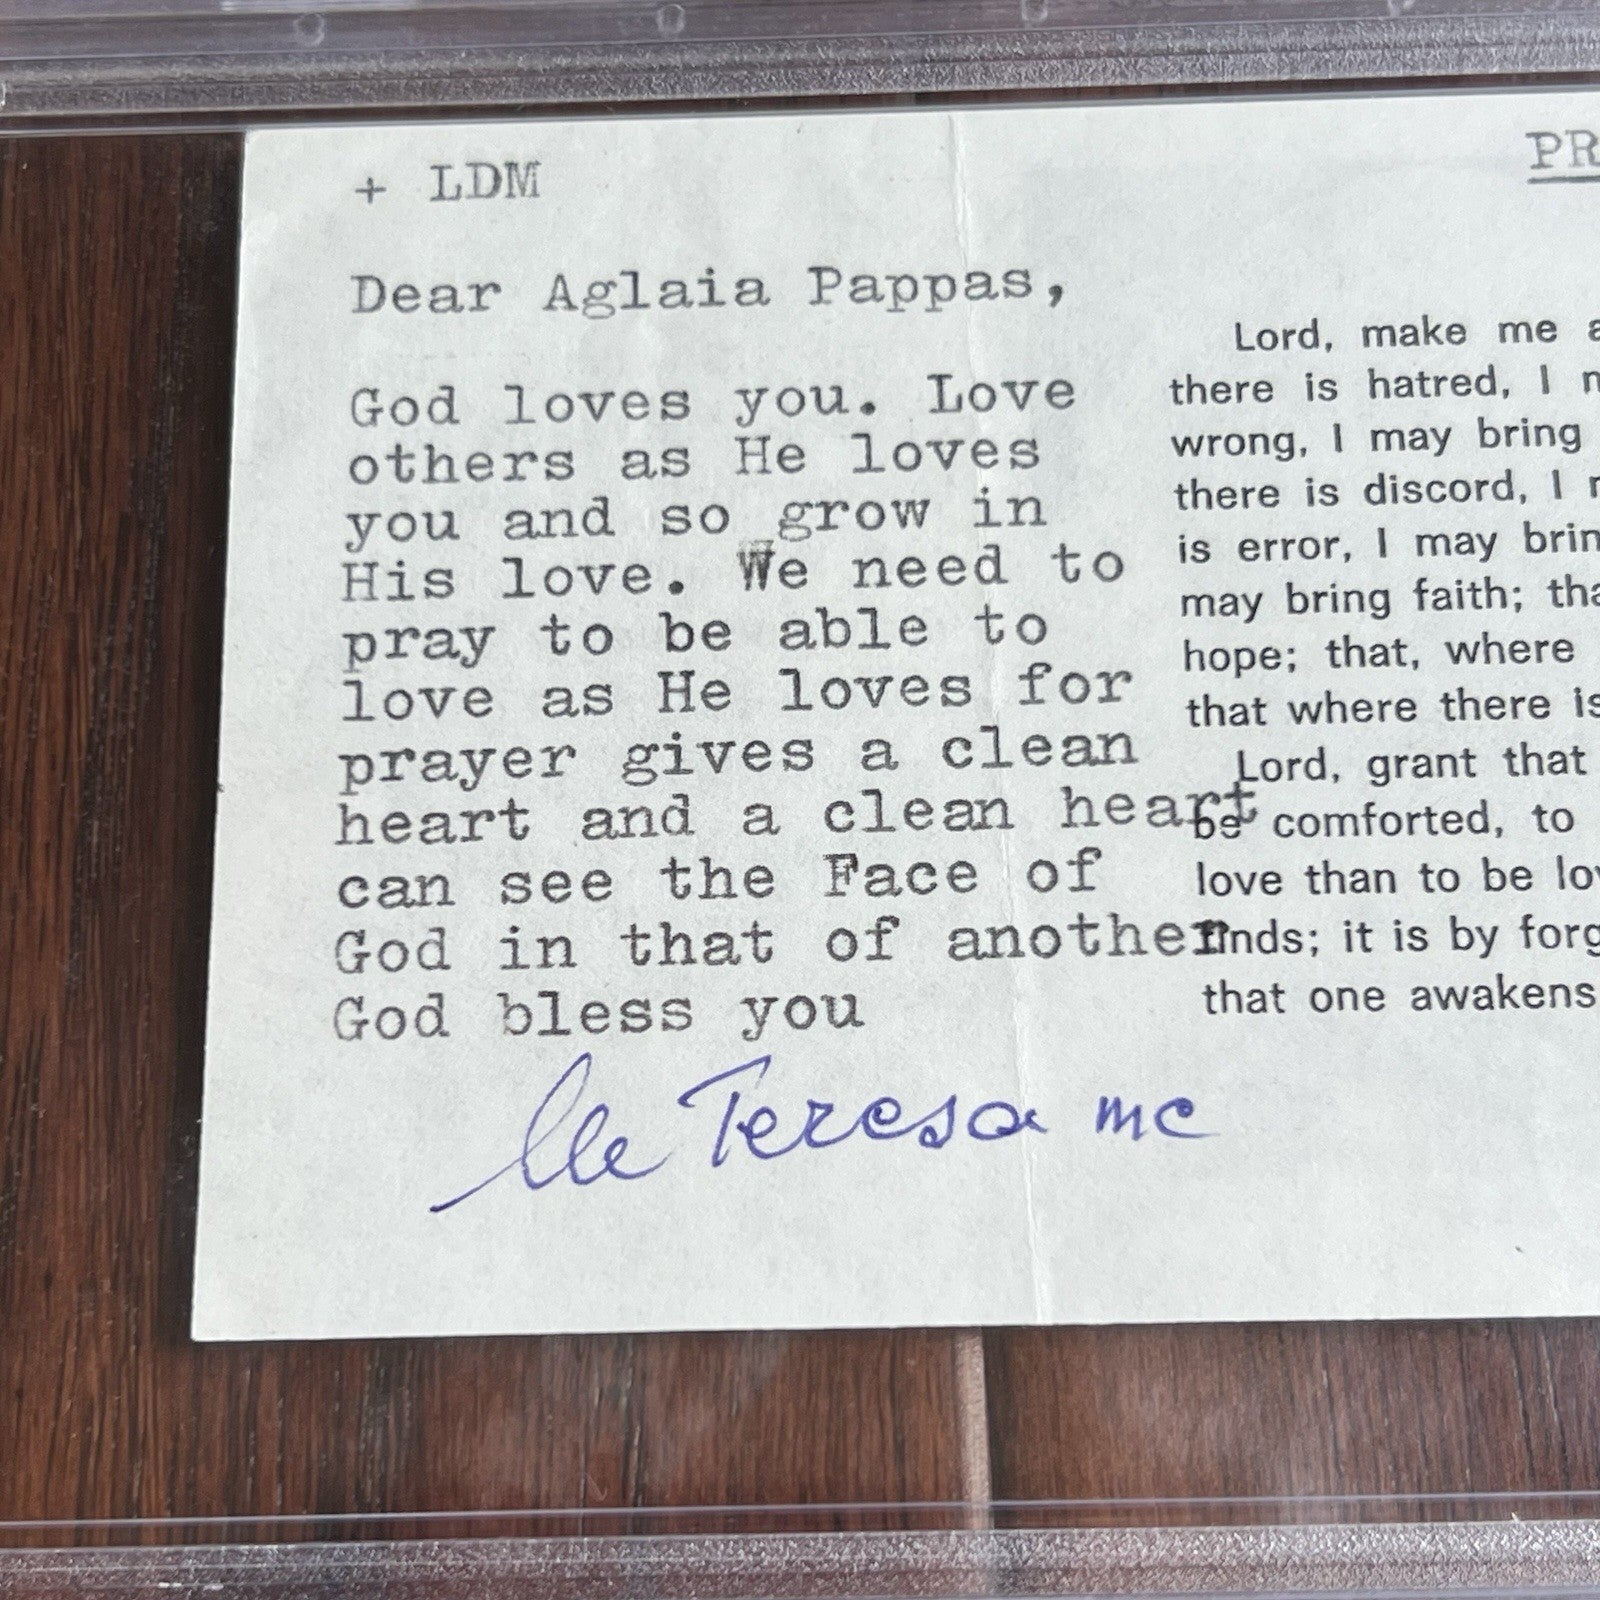 + LDM
Dear Aglaia Pappas,
God loves you. Love
others as He loves
you and so grow in
His love. We need to
pray to be able to
love as He loves for
prayer gives a clean
heart and a clean heart
can see the Face of
God in that of another
God bless you
lle Teresa mc
PR
Lord, make me a
there is hatred, I
wrong, I may bring
there is discord, I
is error, I may brin
may bring faith; tha
hope; that, where
that where there is
Lord, grant that
be comforted, to
love than to be lov
finds; it is by forg
that one awakens